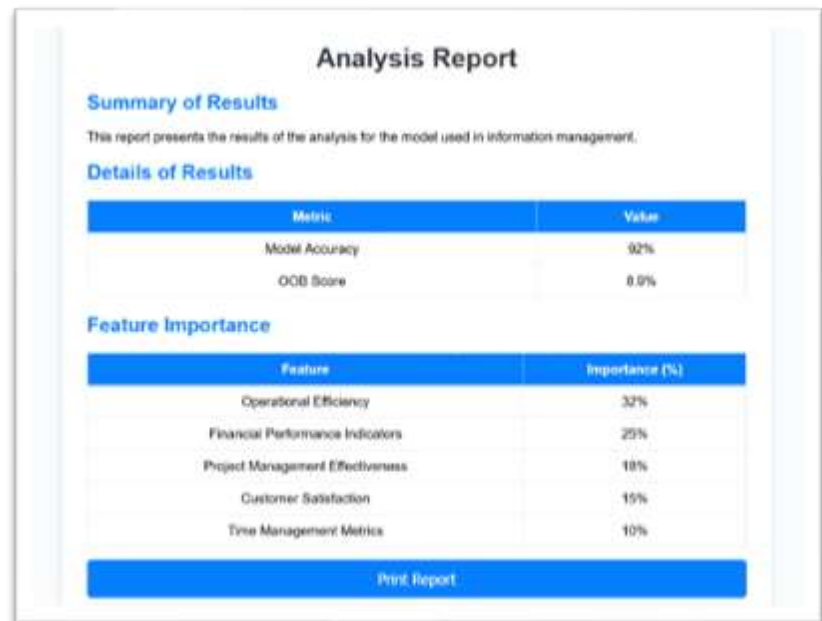 Analysis Report
Summary of Results
This report presents the results of the analysis for the model used in information management.
Details of Results
Metric Value
Model Accuracy 92%
OOB Score 8.9%
Feature Importance
Feature Importance (%)
Operational Efficiency 32%
Financial Performance Indicators 25%
Project Management Effectiveness 18%
Customer Satisfaction 15%
Time Management Metrics 10%
Print Report